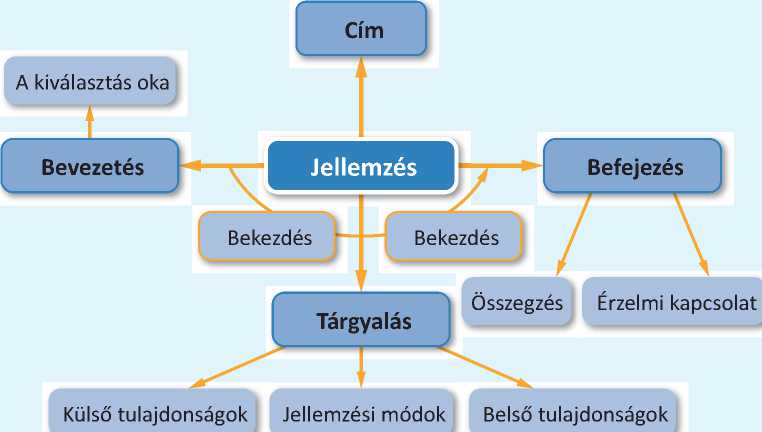 Cím
A kiválasztás oka
Bevezetés
Jellemzés
Befejezés
Bekezdés
Bekezdés
Összegzés
Érzelmi kapcsolat
Tárgyalás
Külső tulajdonságok
Jellemzési módok
Belső tulajdonságok